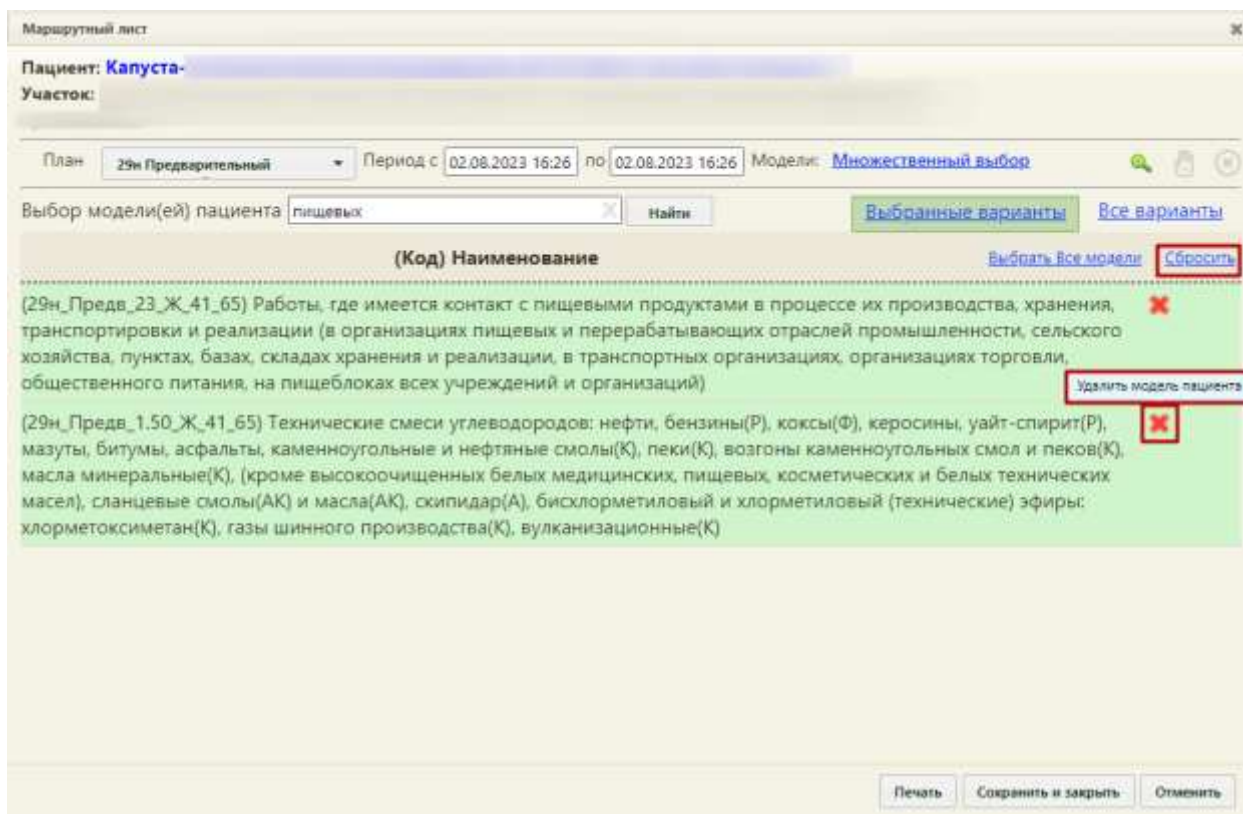 Маршрутный лист
Пациент: Капуста-
Участок:
План 29н Предварительный Период с 02.08.2023 16:26 по 02.08.2023 16:26 Модели: Множественный выбор
Выбор модели(ей) пациента пищевых Найти Выбранные варианты Все варианты
(Код) Наименование Выбрать Все модели Сбросить
(29н_Предв_23_Ж_41_65) Работы, где имеется контакт с пищевыми продуктами в процессе их производства, хранения,
транспортировки и реализации (в организациях пищевых и перерабатывающих отраслей промышленности, сельского
хозяйства, пунктах, базах, складах хранения и реализации, в транспортных организациях, организациях торговли,
общественного питания, на пищеблоках всех учреждений и организаций)
Удалить модель пациента
(29н_Предв_1.50_Ж_41_65) Технические смеси углеводородов: нефти, бензины(Р), коксы(Ф), керосины, уайт-спирит(Р),
мазуты, битумы, асфальты, каменноугольные и нефтяные смолы(К), пеки(К), возгоны каменноугольных смол и пеков(К),
масла минеральные(К), (кроме высокоочищенных белых медицинских, пищевых, косметических и белых технических
масел), сланцевые смолы(АК) и масла(АК), скипидар(А), бисхлорметиловый и хлорметиловый (технические) эфиры:
хлорметоксиметан(К), газы шинного производства(К), вулканизационные(К)
Печать Сохранить и закрыть Отменить